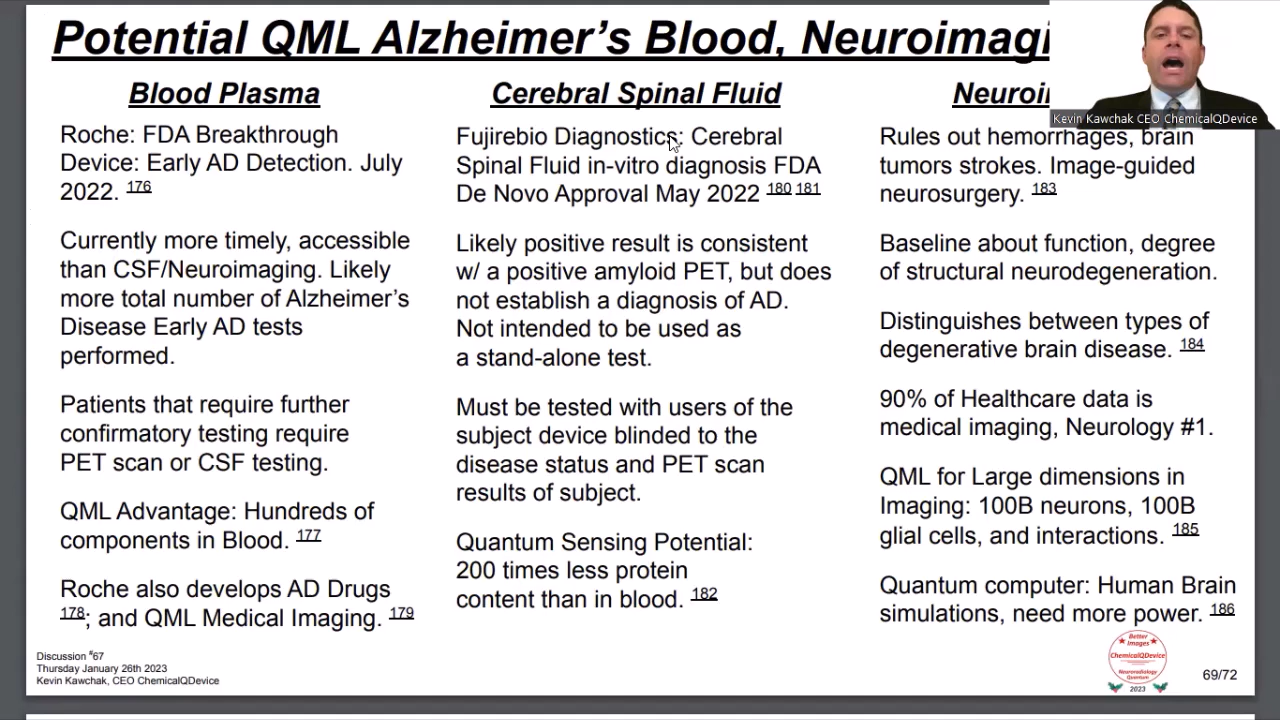 Potential QML Alzheimer's Blood, Neuroimagi
Kevin Kawchak CEO ChemicalQDevice
Blood Plasma
Roche: FDA Breakthrough
Device: Early AD Detection. July
2022. 176
Currently more timely, accessible
than CSF/Neuroimaging. Likely
more total number of Alzheimer's
Disease Early AD tests
performed.
Patients that require further
confirmatory testing require
PET scan or CSF testing.
QML Advantage: Hundreds of
components in Blood. 177
Roche also develops AD Drugs
178; and QML Medical Imaging. 179
Cerebral Spinal Fluid
Fujirebio Diagnostics: Cerebral
Spinal Fluid in-vitro diagnosis FDA
De Novo Approval May 2022 180 181
Likely positive result is consistent
w/ a positive amyloid PET, but does
not establish a diagnosis of AD.
Not intended to be used as
a stand-alone test.
Must be tested with users of the
subject device blinded to the
disease status and PET scan
results of subject.
Quantum Sensing Potential:
200 times less protein
content than in blood. 182
Neuroi
Rules out hemorrhages, brain
tumors strokes. Image-guided
neurosurgery. 183
Baseline about function, degree
of structural neurodegeneration.
Distinguishes between types of
degenerative brain disease. 184
90% of Healthcare data is
medical imaging, Neurology #1.
QML for Large dimensions in
Imaging: 100B neurons, 100B
glial cells, and interactions. 185
Quantum computer: Human Brain
simulations, need more power. 186
Discussion #67
Thursday January 26th 2023
Kevin Kawchak, CEO ChemicalQDevice
Better
Images
ChemicalQDevice
Neuroradiology
Quantum
2023
69/72